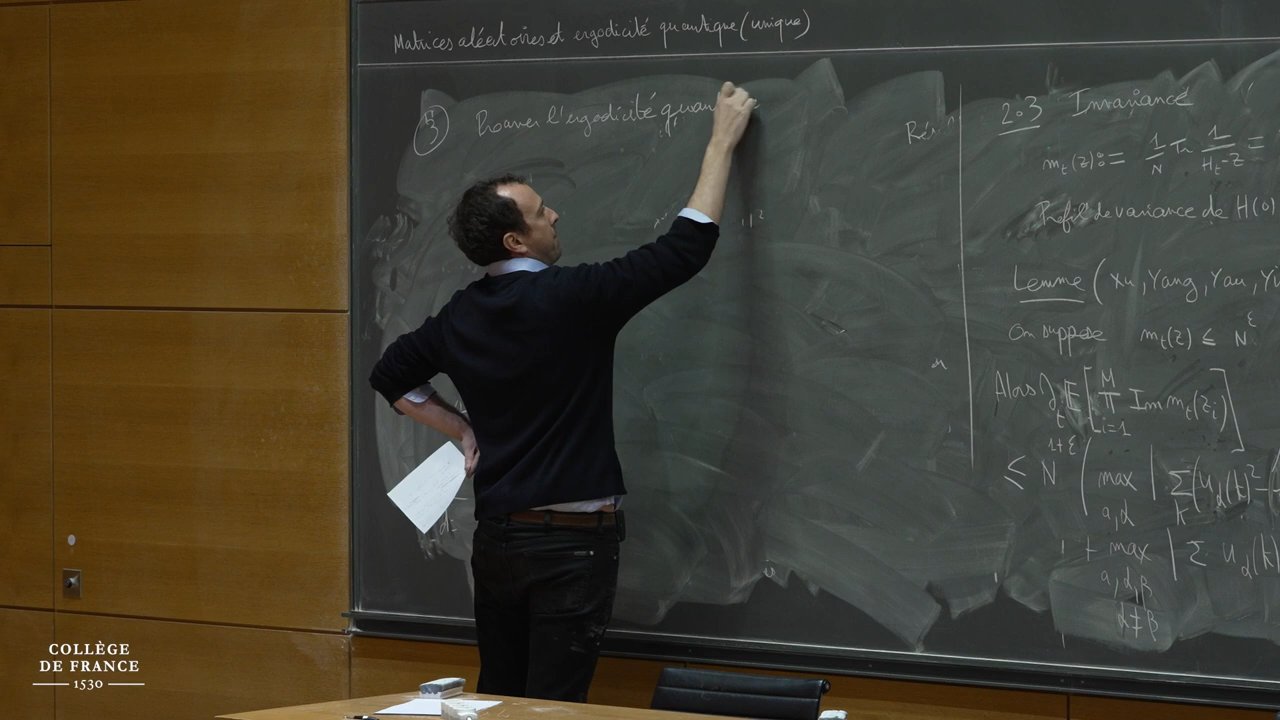 Matrices aléatoires et ergodicité quantique (unique)
③ Prouver l'ergodicité quan
2.3 Invariance
m_t(z) := 1/N Tr 1/(H_t - z) =
Profil de variance de H(0)
Lemme (Xu, Yang, Yau, Yi
On suppose m_t(z) ≤ N^ε.
Alors ∂_t E[∏_{i=1}^{M} Im m_t(z_i)]
≤ N^{1+ε} ( max_{a,α} | Σ_k (u_α(k)^2
+ max_{a,α,β α≠β} | Σ u_α(k)
COLLÈGE
DE FRANCE
1530